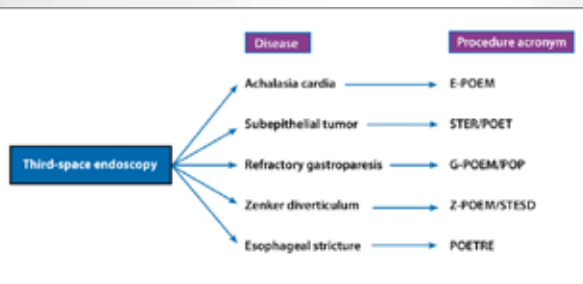 Disease Procedure acronym
Achalasia cardia E-POEM
Subepithelial tumor STER/POET
Third-space endoscopy Refractory gastroparesis G-POEM/POP
Zenker diverticulum Z-POEM/STESD
Esophageal stricture POETRE